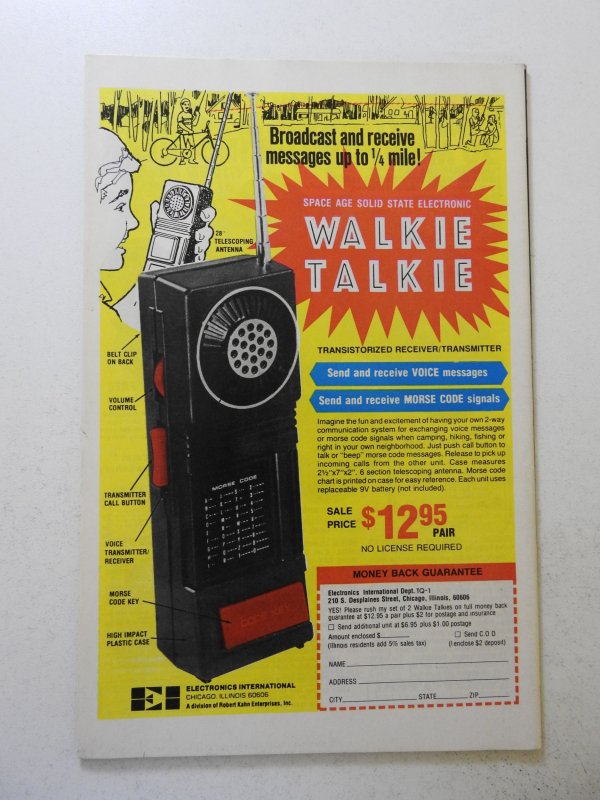 Broadcast and receive
messages up to 1/4 mile!
SPACE AGE SOLID STATE ELECTRONIC
WALKIE
TALKIE
28"
TELESCOPING
ANTENNA
BELT CLIP
ON BACK
VOLUME
CONTROL
TRANSMITTER
CALL BUTTON
VOICE
TRANSMITTER/
RECEIVER
MORSE
CODE KEY
HIGH IMPACT
PLASTIC CASE
MORSE CODE
CODE KEY
TRANSISTORIZED RECEIVER/TRANSMITTER
Send and receive VOICE messages
Send and receive MORSE CODE signals
Imagine the fun and excitement of having your own 2-way
communication system for exchanging voice messages
or morse code signals when camping, hiking, fishing or
right in your own neighborhood. Just push call button to
talk or "beep" morse code messages. Release to pick up
incoming calls from the other unit. Case measures
2½"x7"x2". 6 section telescoping antenna. Morse code
chart is printed on case for easy reference. Each unit uses
replaceable 9V battery (not included).
SALE
PRICE $12.95
PAIR
NO LICENSE REQUIRED
MONEY BACK GUARANTEE
Electronics International Dept. 1Q-1
210 S. Desplaines Street, Chicago, Illinois, 60606
YES! Please rush my set of 2 Walkie Talkes on full money back
guarantee at $12.95 a pair plus $2 for postage and insurance
☐ Send additional unit at $6.95 plus $1.00 postage
Amount enclosed $______ ☐ Send C.O.D
(Illinois residents add 5% sales tax) (I enclose $2 deposit)
NAME
ADDRESS
CITY STATE ZIP
EI ELECTRONICS INTERNATIONAL
CHICAGO, ILLINOIS 60606
A division of Robert Kahn Enterprises, Inc.